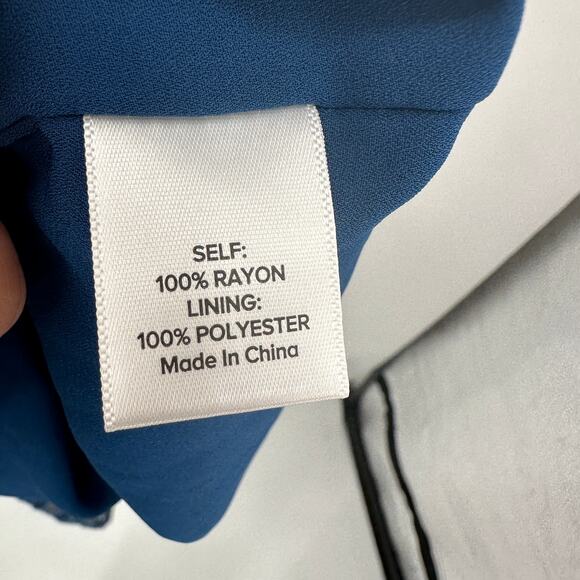 SELF:
100% RAYON
LINING:
100% POLYESTER
Made In China